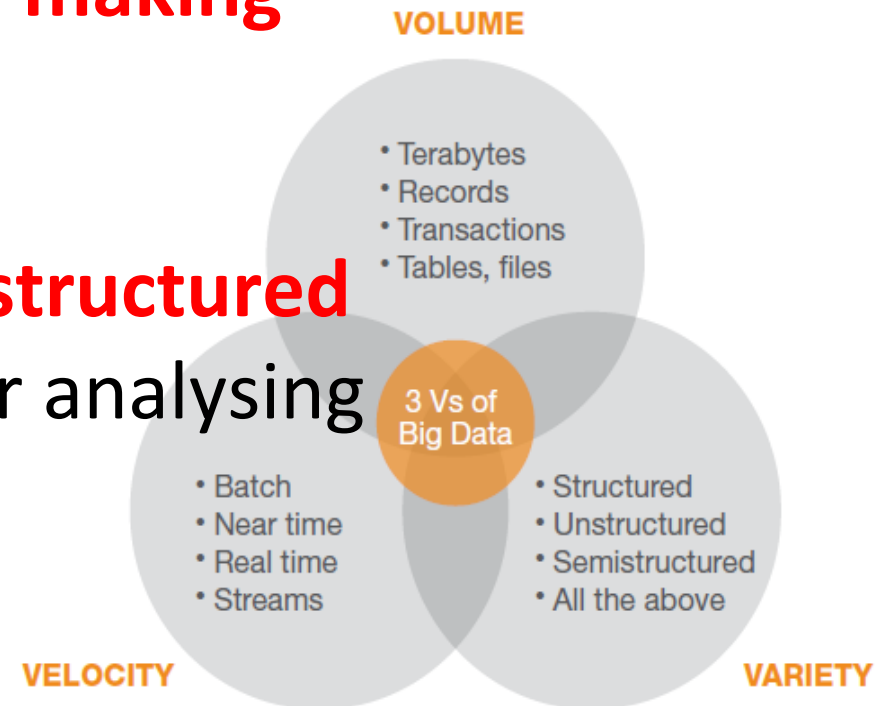 making
VOLUME
• Terabytes
• Records
• Transactions
• Tables, files
structured
r analysing
3 Vs of
Big Data
• Batch
• Near time
• Real time
• Streams
• Structured
• Unstructured
• Semistructured
• All the above
VELOCITY
VARIETY